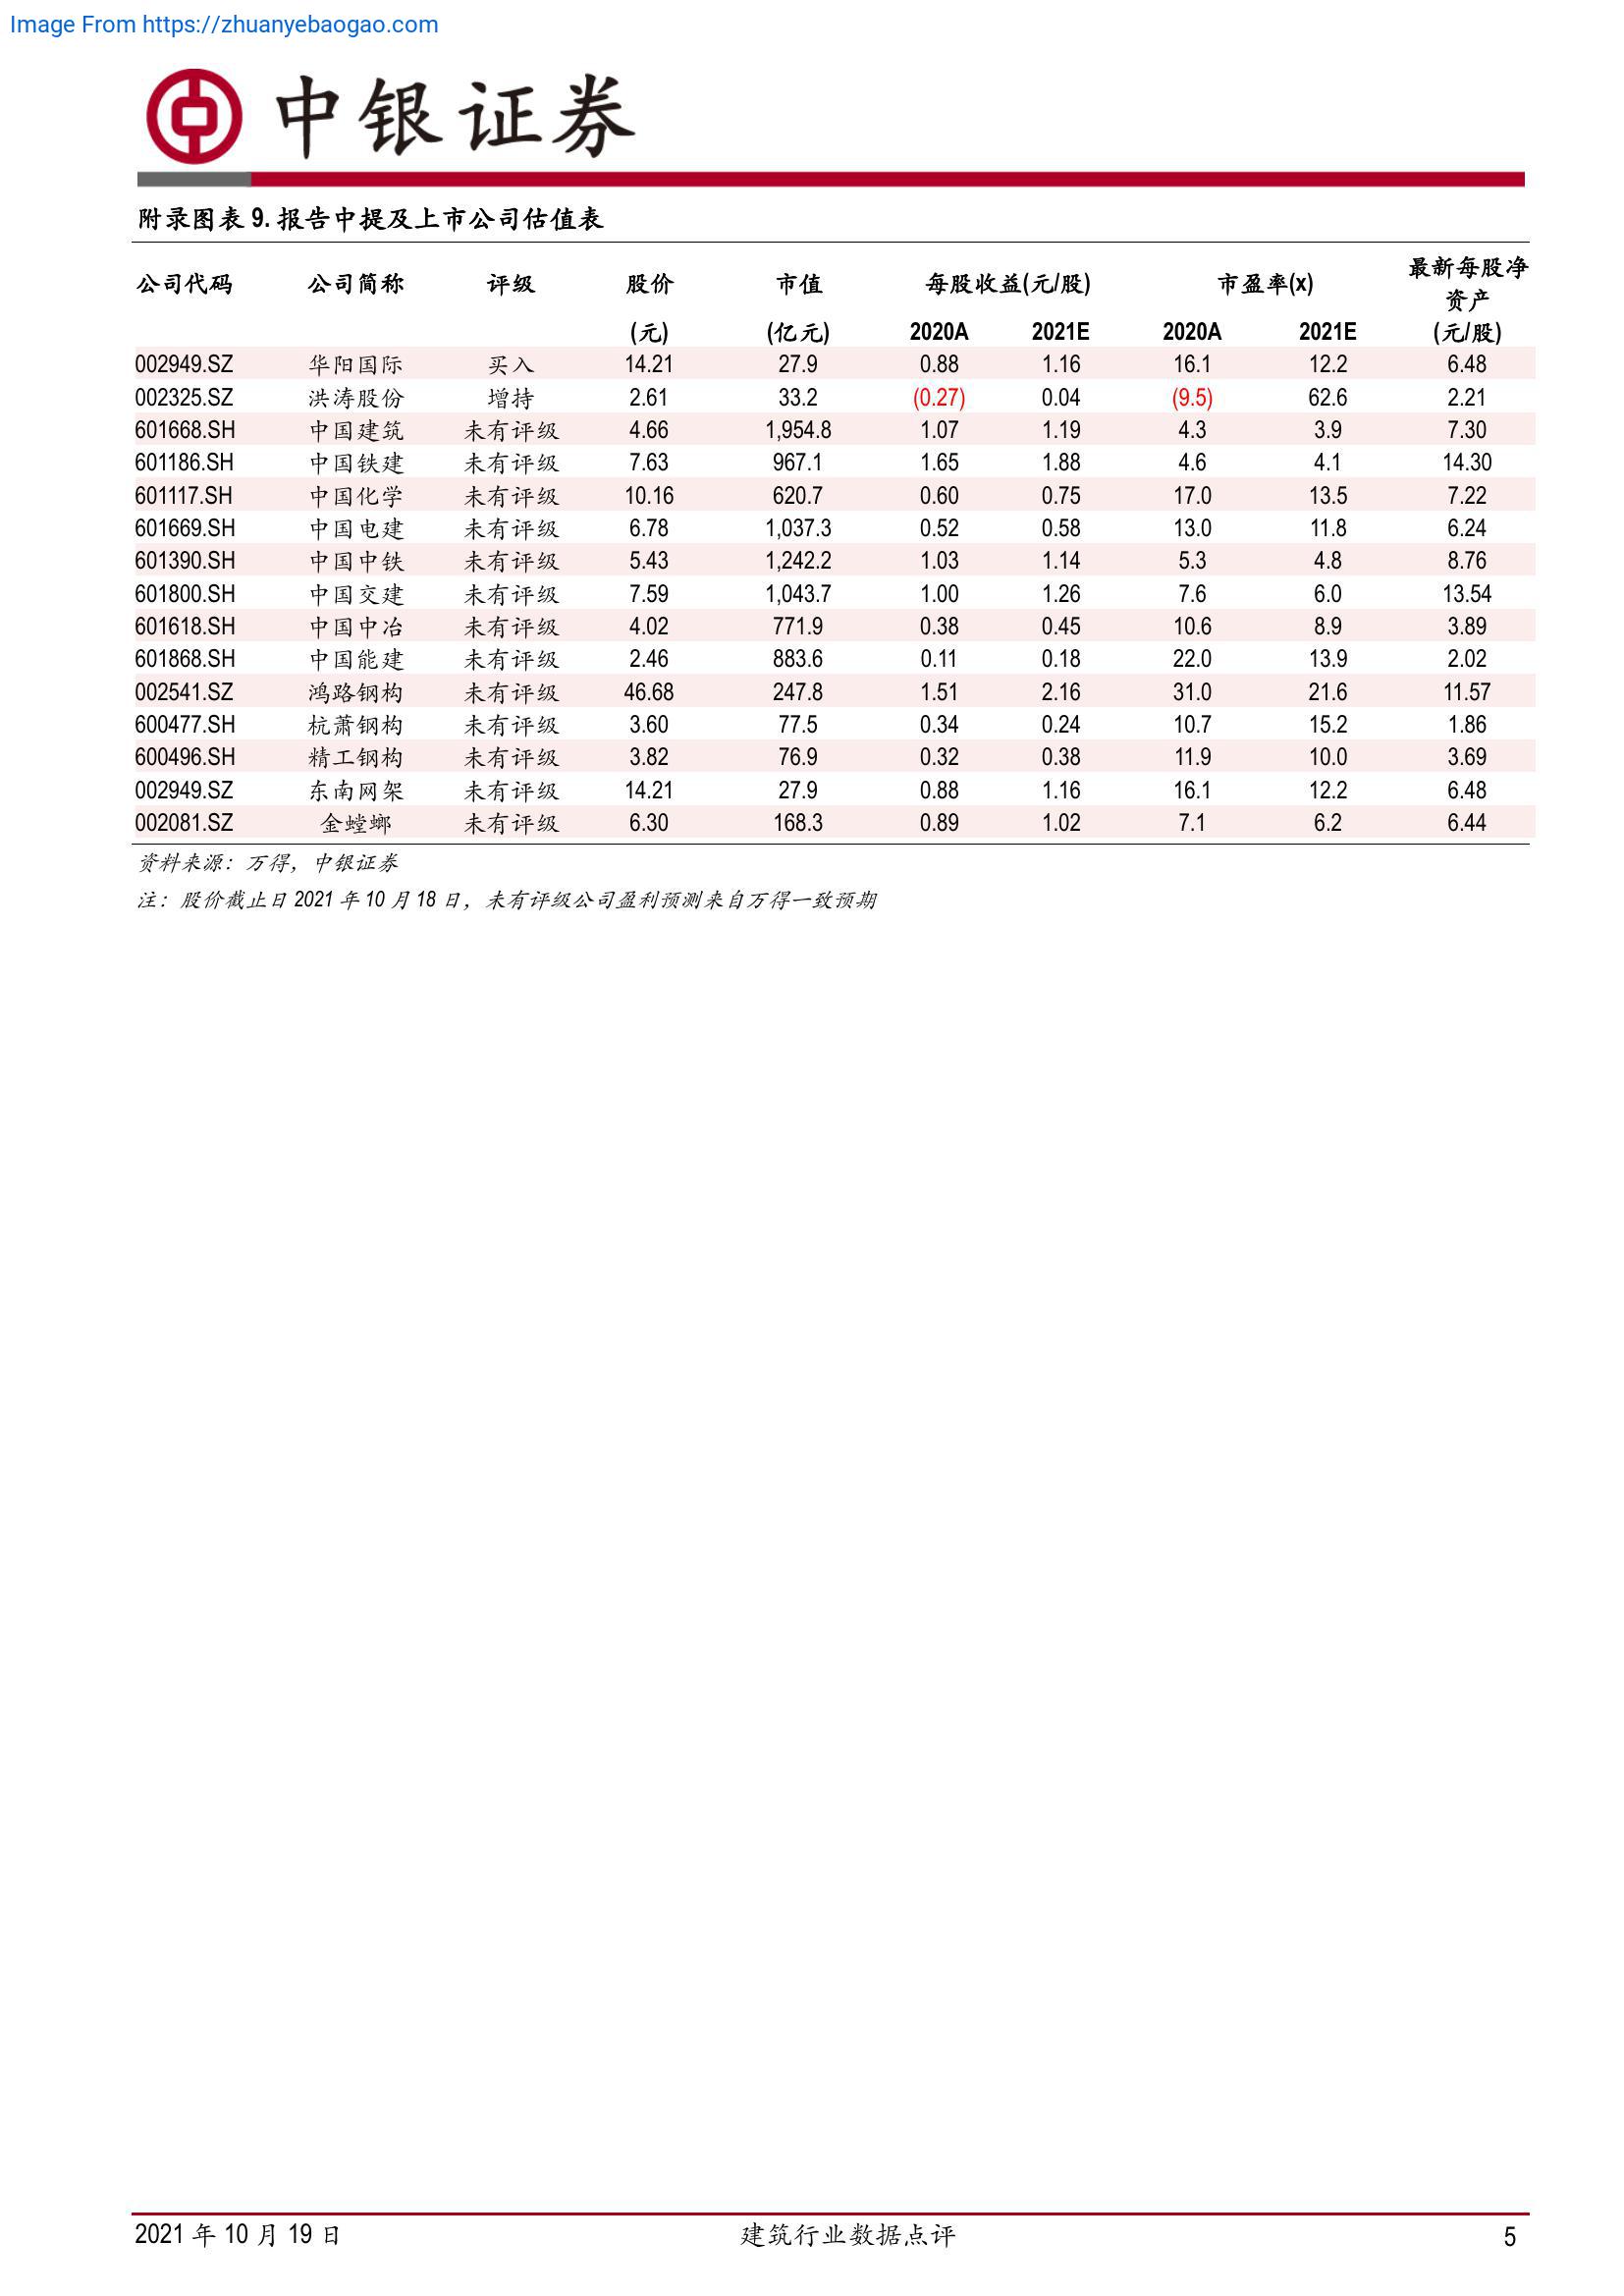 Image From https://zhuanyebaogao.com
中银证券
附录图表 9. 报告中提及上市公司估值表
公司代码 公司简称 评级 股价 市值 每股收益(元/股) 市盈率(x) 最新每股净资产
(元) (亿元) 2020A 2021E 2020A 2021E (元/股)
002949.SZ 华阳国际 买入 14.21 27.9 0.88 1.16 16.1 12.2 6.48
002325.SZ 洪涛股份 增持 2.61 33.2 (0.27) 0.04 (9.5) 62.6 2.21
601668.SH 中国建筑 未有评级 4.66 1,954.8 1.07 1.19 4.3 3.9 7.30
601186.SH 中国铁建 未有评级 7.63 967.1 1.65 1.88 4.6 4.1 14.30
601117.SH 中国化学 未有评级 10.16 620.7 0.60 0.75 17.0 13.5 7.22
601669.SH 中国电建 未有评级 6.78 1,037.3 0.52 0.58 13.0 11.8 6.24
601390.SH 中国中铁 未有评级 5.43 1,242.2 1.03 1.14 5.3 4.8 8.76
601800.SH 中国交建 未有评级 7.59 1,043.7 1.00 1.26 7.6 6.0 13.54
601618.SH 中国中冶 未有评级 4.02 771.9 0.38 0.45 10.6 8.9 3.89
601868.SH 中国能建 未有评级 2.46 883.6 0.11 0.18 22.0 13.9 2.02
002541.SZ 鸿路钢构 未有评级 46.68 247.8 1.51 2.16 31.0 21.6 11.57
600477.SH 杭萧钢构 未有评级 3.60 77.5 0.34 0.24 10.7 15.2 1.86
600496.SH 精工钢构 未有评级 3.82 76.9 0.32 0.38 11.9 10.0 3.69
002949.SZ 东南网架 未有评级 14.21 27.9 0.88 1.16 16.1 12.2 6.48
002081.SZ 金螳螂 未有评级 6.30 168.3 0.89 1.02 7.1 6.2 6.44
资料来源：万得，中银证券
注：股价截止日 2021 年 10 月 18 日，未有评级公司盈利预测来自万得一致预期
2021 年 10 月 19 日 建筑行业数据点评 5